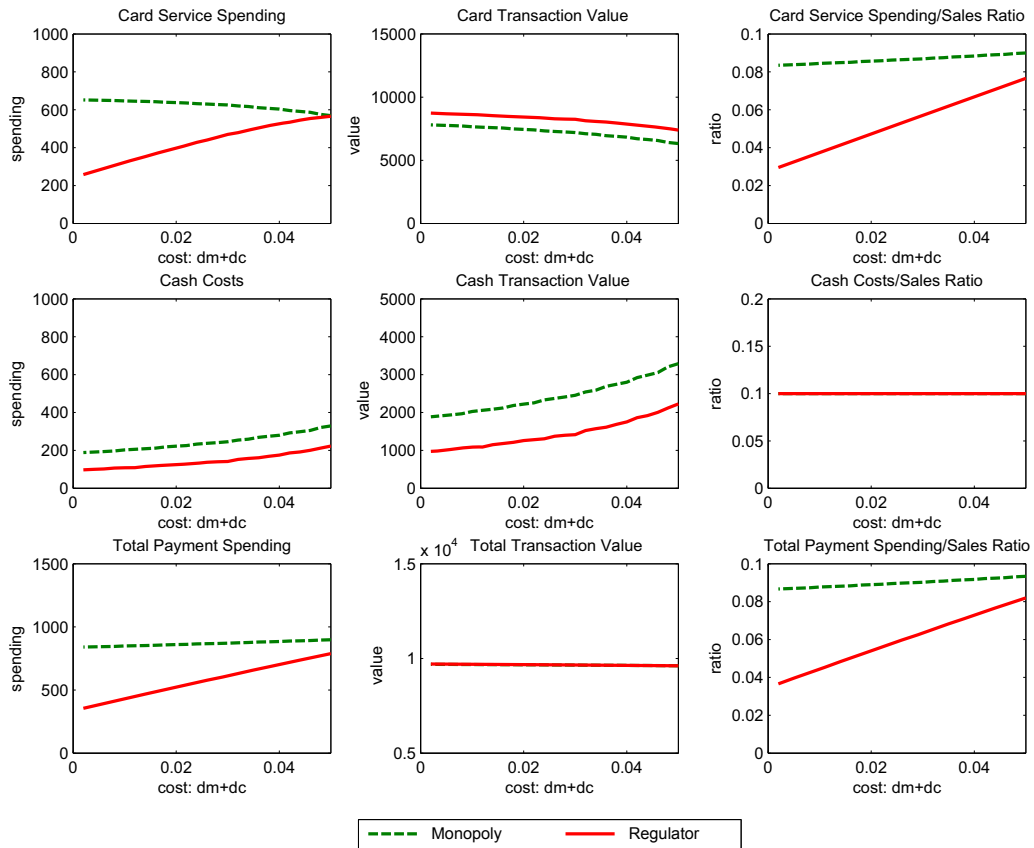 Card Service Spending
1000
800
600
400
200
0
spending
0
0.02
0.04
cost: dm+dc
Card Transaction Value
15000
10000
5000
0
value
0
0.02
0.04
cost: dm+dc
Card Service Spending/Sales Ratio
0.1
0.08
0.06
0.04
0.02
0
ratio
0
0.02
0.04
cost: dm+dc
Cash Costs
1000
800
600
400
200
0
spending
0
0.02
0.04
cost: dm+dc
Cash Transaction Value
5000
4000
3000
2000
1000
0
value
0
0.02
0.04
cost: dm+dc
Cash Costs/Sales Ratio
0.2
0.15
0.1
0.05
0
ratio
0
0.02
0.04
cost: dm+dc
Total Payment Spending
1500
1000
500
0
spending
0
0.02
0.04
cost: dm+dc
Total Transaction Value
x 10^4
1.5
1
0.5
value
0
0.02
0.04
cost: dm+dc
Total Payment Spending/Sales Ratio
0.1
0.08
0.06
0.04
0.02
0
ratio
0
0.02
0.04
cost: dm+dc
Monopoly
Regulator